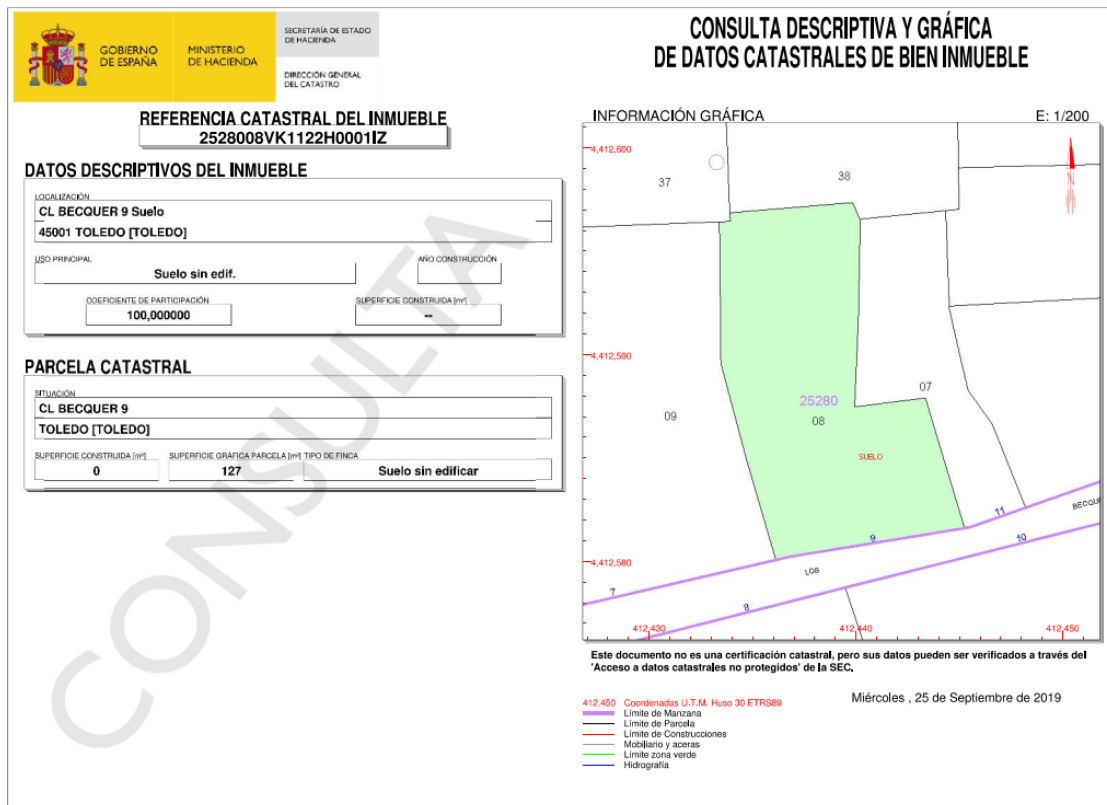 GOBIERNO
DE ESPAÑA
MINISTERIO
DE HACIENDA
SECRETARÍA DE ESTADO
DE HACIENDA
DIRECCIÓN GENERAL
DEL CATASTRO
CONSULTA DESCRIPTIVA Y GRÁFICA
DE DATOS CATASTRALES DE BIEN INMUEBLE
REFERENCIA CATASTRAL DEL INMUEBLE
2528008VK1122H0001IZ
DATOS DESCRIPTIVOS DEL INMUEBLE
LOCALIZACIÓN
CL BECQUER 9 Suelo
45001 TOLEDO [TOLEDO]
USO PRINCIPAL
Suelo sin edif.
AÑO CONSTRUCCIÓN
COEFICIENTE DE PARTICIPACIÓN
100,000000
SUPERFICIE CONSTRUIDA [m²]
--
PARCELA CATASTRAL
SITUACIÓN
CL BECQUER 9
TOLEDO [TOLEDO]
SUPERFICIE CONSTRUIDA [m²]
0
SUPERFICIE GRÁFICA PARCELA [m²]
127
TIPO DE FINCA
Suelo sin edificar
CONSULTA
INFORMACIÓN GRÁFICA
E: 1/200
4,412,600
37
38
N
4,412,590
25280
07
09
08
SUELO
11
BECQU
9
10
4,412,580
LOS
7
8
412,430
412,440
412,450
Este documento no es una certificación catastral, pero sus datos pueden ser verificados a través del
'Acceso a datos catastrales no protegidos' de la SEC.
412,450 Coordenadas U.T.M. Huso 30 ETRS89
Límite de Manzana
Límite de Parcela
Límite de Construcciones
Mobiliario y aceras
Límite zona verde
Hidrografía
Miércoles , 25 de Septiembre de 2019